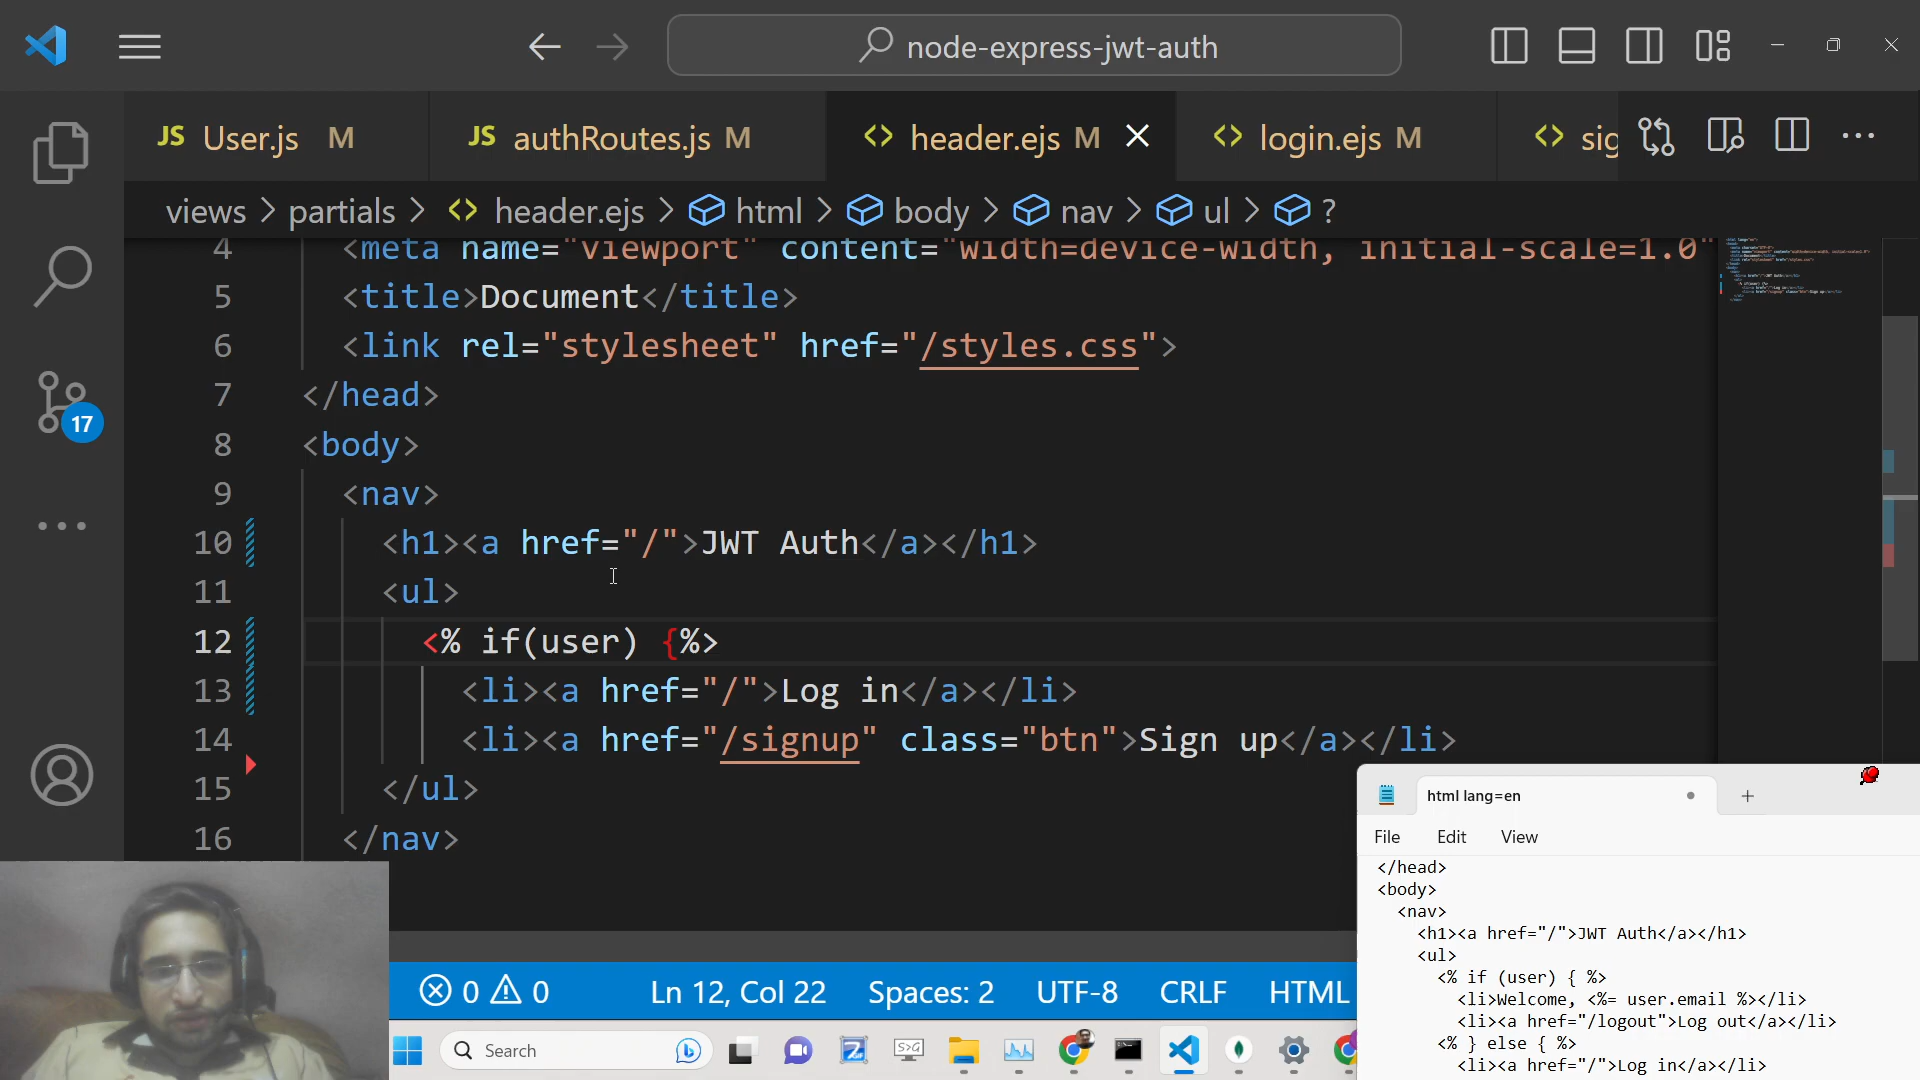 node-express-jwt-auth
JS User.js M
JS authRoutes.js M
header.ejs M
login.ejs M
sig
views > partials > header.ejs > html > body > nav > ul > ?
4 <meta name="viewport" content="width=device-width, initial-scale=1.0"
5 <title>Document</title>
6 <link rel="stylesheet" href="/styles.css">
7 </head>
8 <body>
9 <nav>
10 <h1><a href="/">JWT Auth</a></h1>
11 <ul>
12 <% if(user) {%>
13 <li><a href="/">Log in</a></li>
14 <li><a href="/signup" class="btn">Sign up</a></li>
15 </ul>
16 </nav>
17
html lang=en
File Edit View
</head>
<body>
<nav>
<h1><a href="/">JWT Auth</a></h1>
<ul>
<% if (user) { %>
<li>Welcome, <%= user.email %></li>
<li><a href="/logout">Log out</a></li>
<% } else { %>
<li><a href="/">Log in</a></li>
0 0 Ln 12, Col 22 Spaces: 2 UTF-8 CRLF HTML
Search
S>G